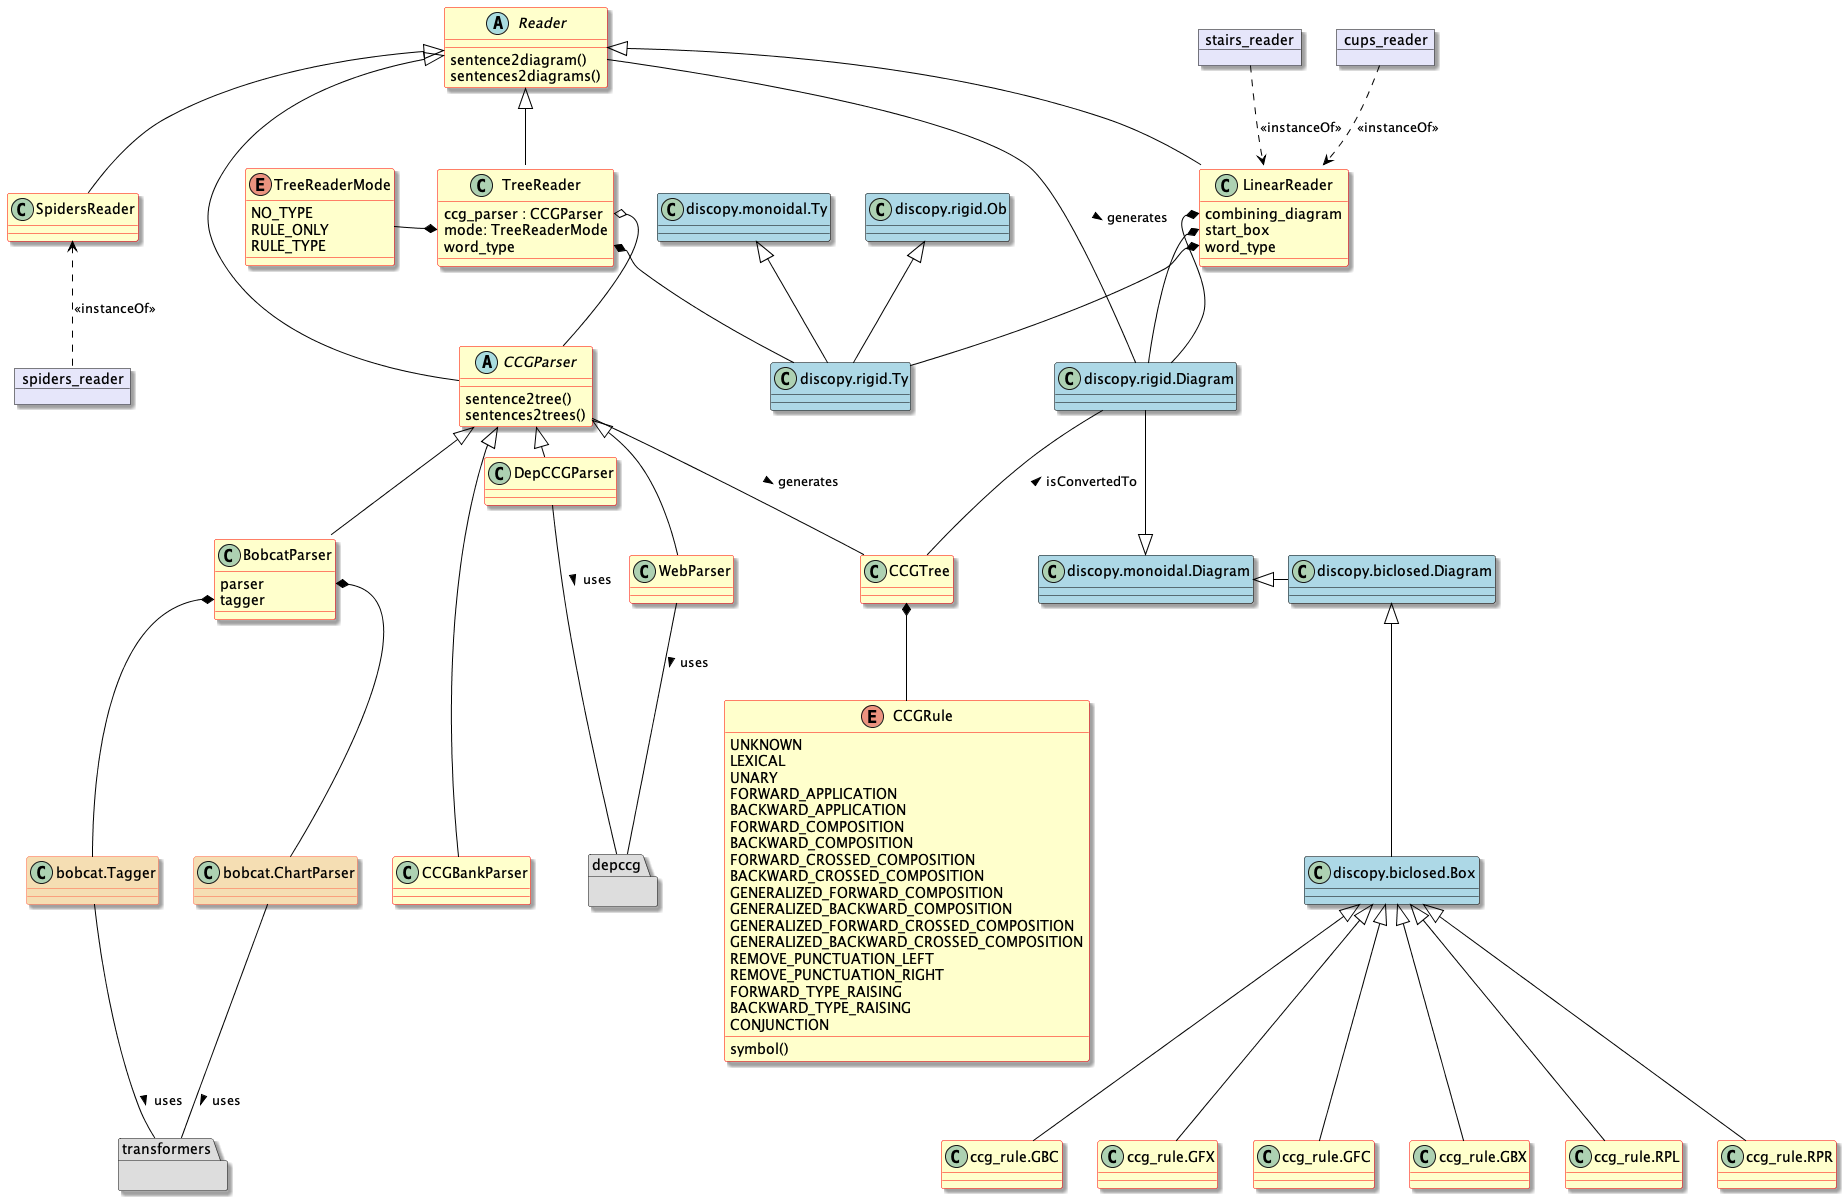 A Reader
sentence2diagram()
sentences2diagrams()
stairs_reader
cups_reader
«instanceOf»
«instanceOf»
C SpidersReader
E TreeReaderMode
NO_TYPE
RULE_ONLY
RULE_TYPE
C TreeReader
ccg_parser : CCGParser
mode: TreeReaderMode
word_type
C discopy.monoidal.Ty
C discopy.rigid.Ob
generates
C LinearReader
combining_diagram
start_box
word_type
«instanceOf»
spiders_reader
A CCGParser
sentence2tree()
sentences2trees()
C discopy.rigid.Ty
C discopy.rigid.Diagram
C DepCCGParser
generates
isConvertedTo
C BobcatParser
parser
tagger
uses
C WebParser
C CCGTree
C discopy.monoidal.Diagram
C discopy.biclosed.Diagram
uses
E CCGRule
UNKNOWN
LEXICAL
UNARY
FORWARD_APPLICATION
BACKWARD_APPLICATION
FORWARD_COMPOSITION
BACKWARD_COMPOSITION
FORWARD_CROSSED_COMPOSITION
BACKWARD_CROSSED_COMPOSITION
GENERALIZED_FORWARD_COMPOSITION
GENERALIZED_BACKWARD_COMPOSITION
GENERALIZED_FORWARD_CROSSED_COMPOSITION
GENERALIZED_BACKWARD_CROSSED_COMPOSITION
REMOVE_PUNCTUATION_LEFT
REMOVE_PUNCTUATION_RIGHT
FORWARD_TYPE_RAISING
BACKWARD_TYPE_RAISING
CONJUNCTION
symbol()
C bobcat.Tagger
C bobcat.ChartParser
C CCGBankParser
depccg
C discopy.biclosed.Box
uses
uses
transformers
C ccg_rule.GBC
C ccg_rule.GFX
C ccg_rule.GFC
C ccg_rule.GBX
C ccg_rule.RPL
C ccg_rule.RPR